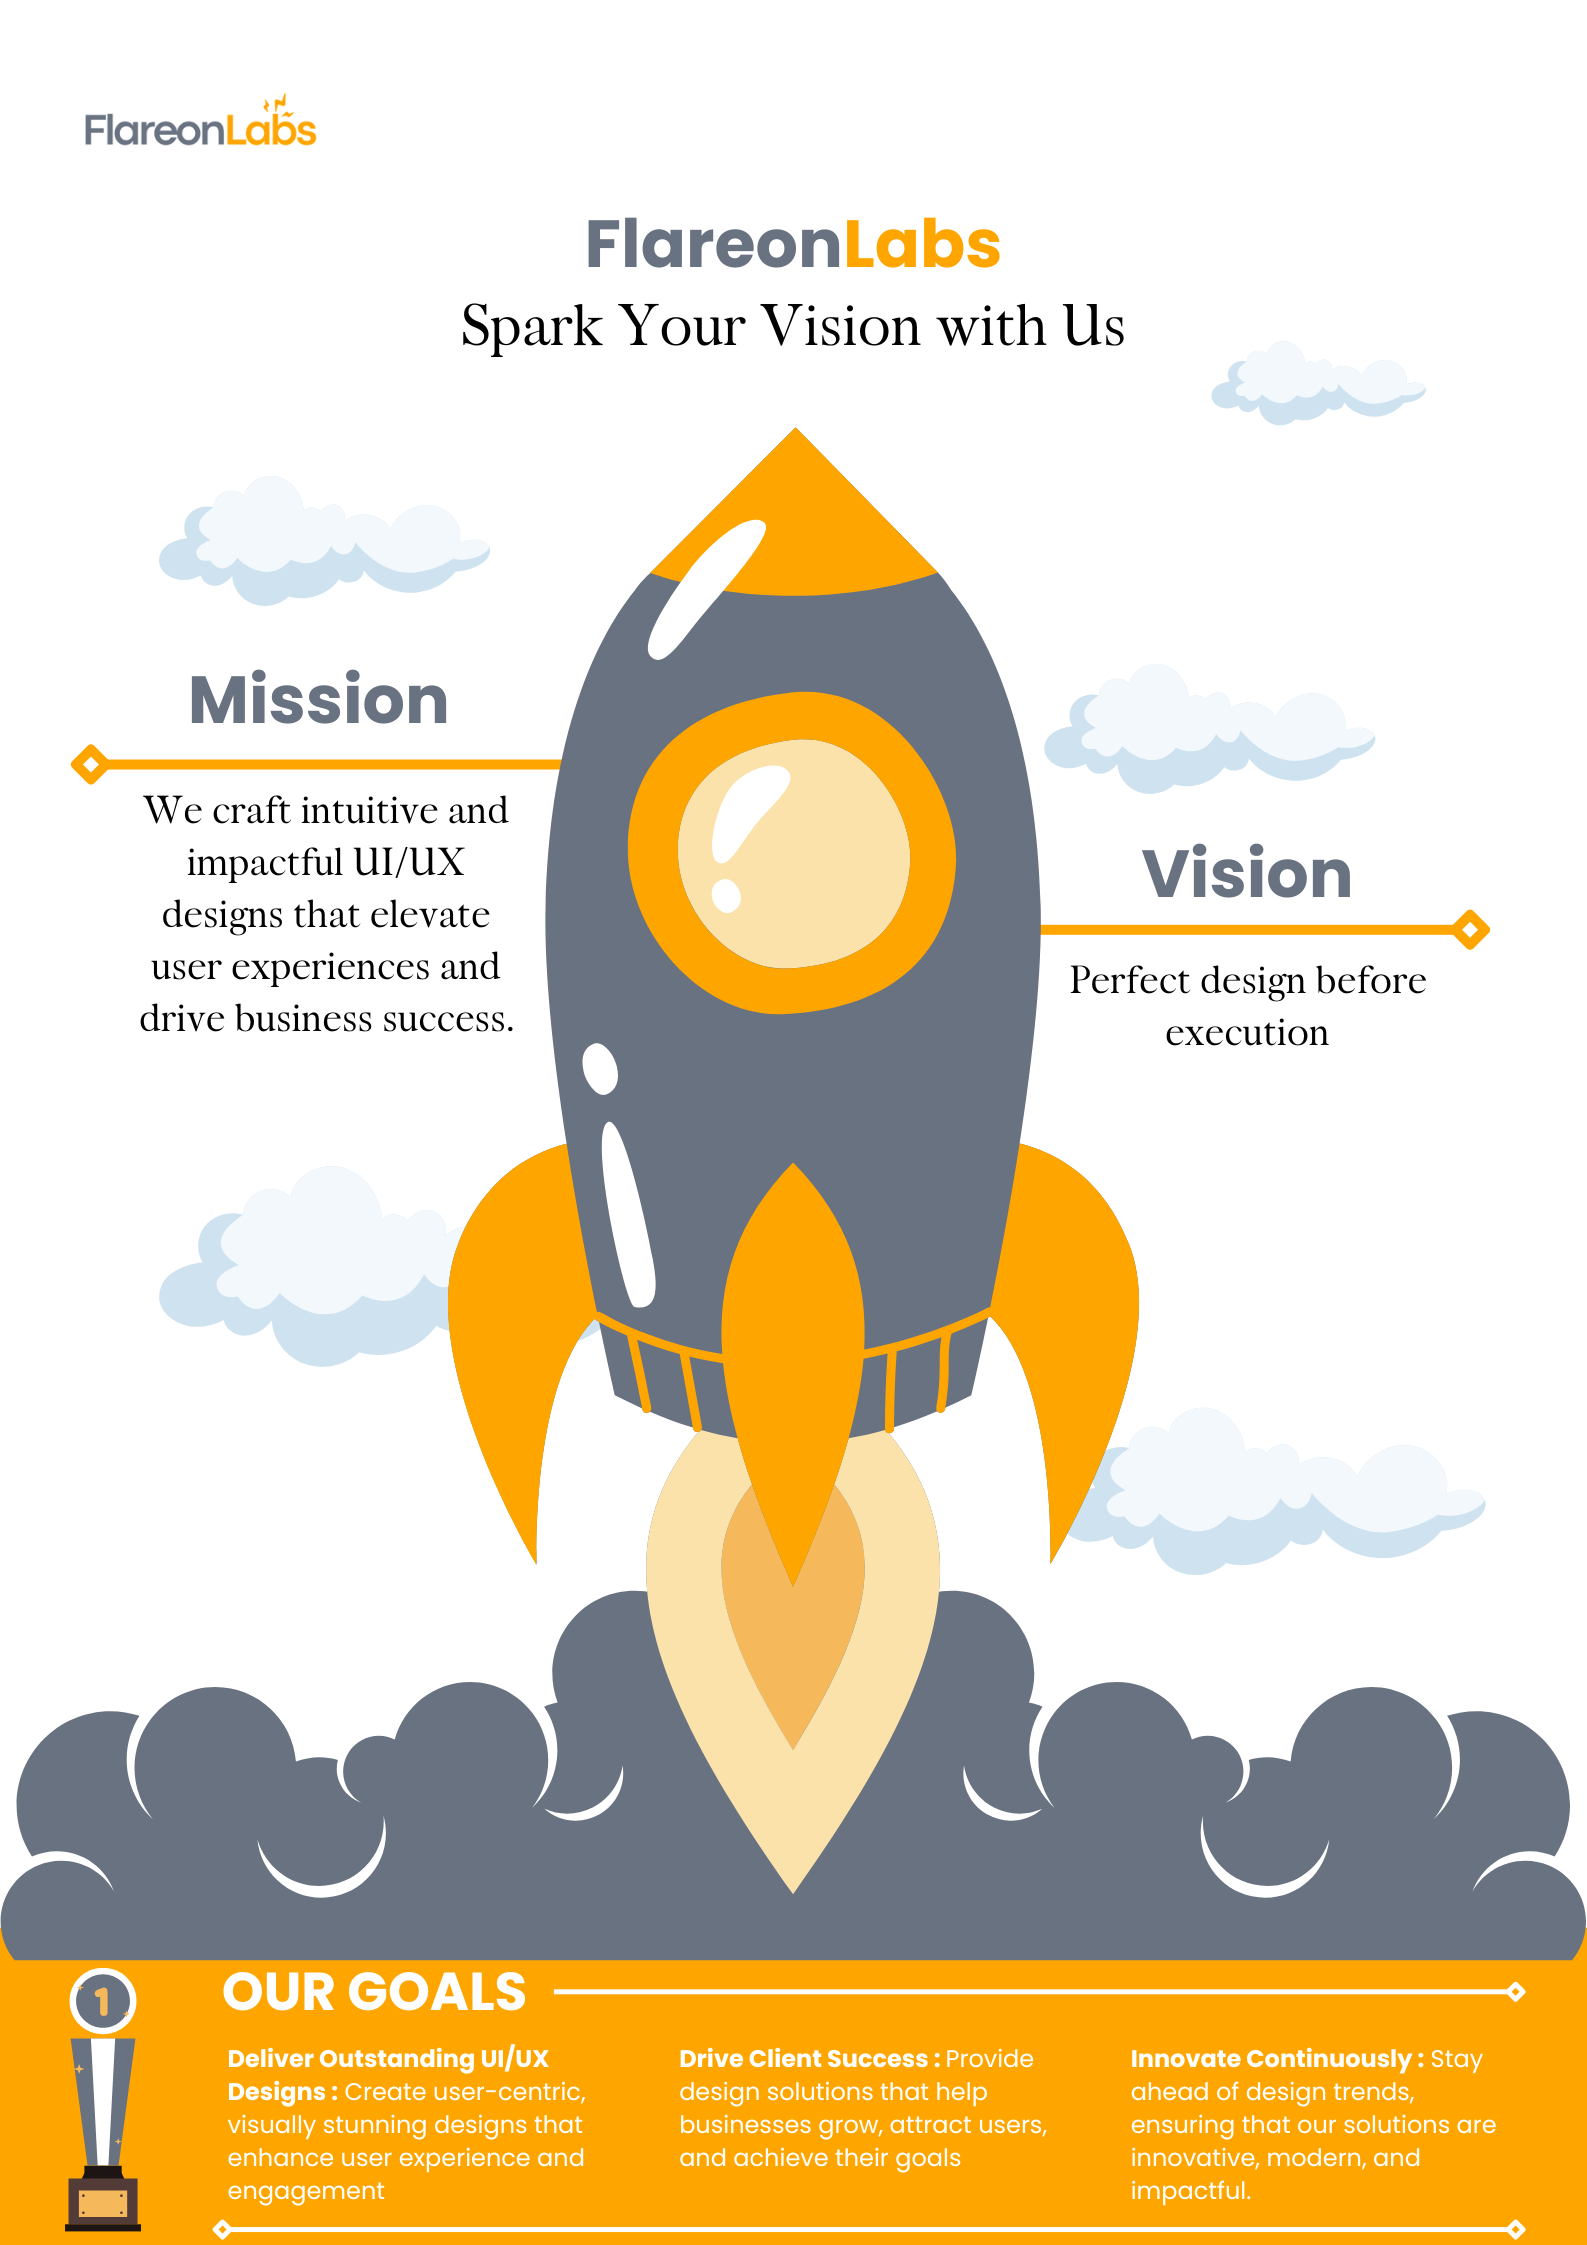 FlareonLabs
FlareonLabs
Spark Your Vision with Us
Mission
We craft intuitive and
impactful UI/UX
designs that elevate
user experiences and
drive business success.
Vision
Perfect design before
execution
1
OUR GOALS
Deliver Outstanding UI/UX
Designs : Create user-centric,
visually stunning designs that
enhance user experience and
engagement
Drive Client Success : Provide
design solutions that help
businesses grow, attract users,
and achieve their goals
Innovate Continuously : Stay
ahead of design trends,
ensuring that our solutions are
innovative, modern, and
impactful.